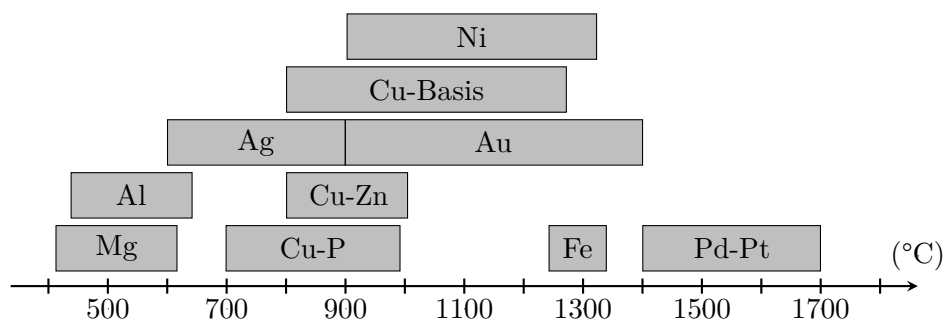 Ni
Cu-Basis
Ag Au
Al Cu-Zn
Mg Cu-P Fe Pd-Pt (°C)
500 700 900 1100 1300 1500 1700